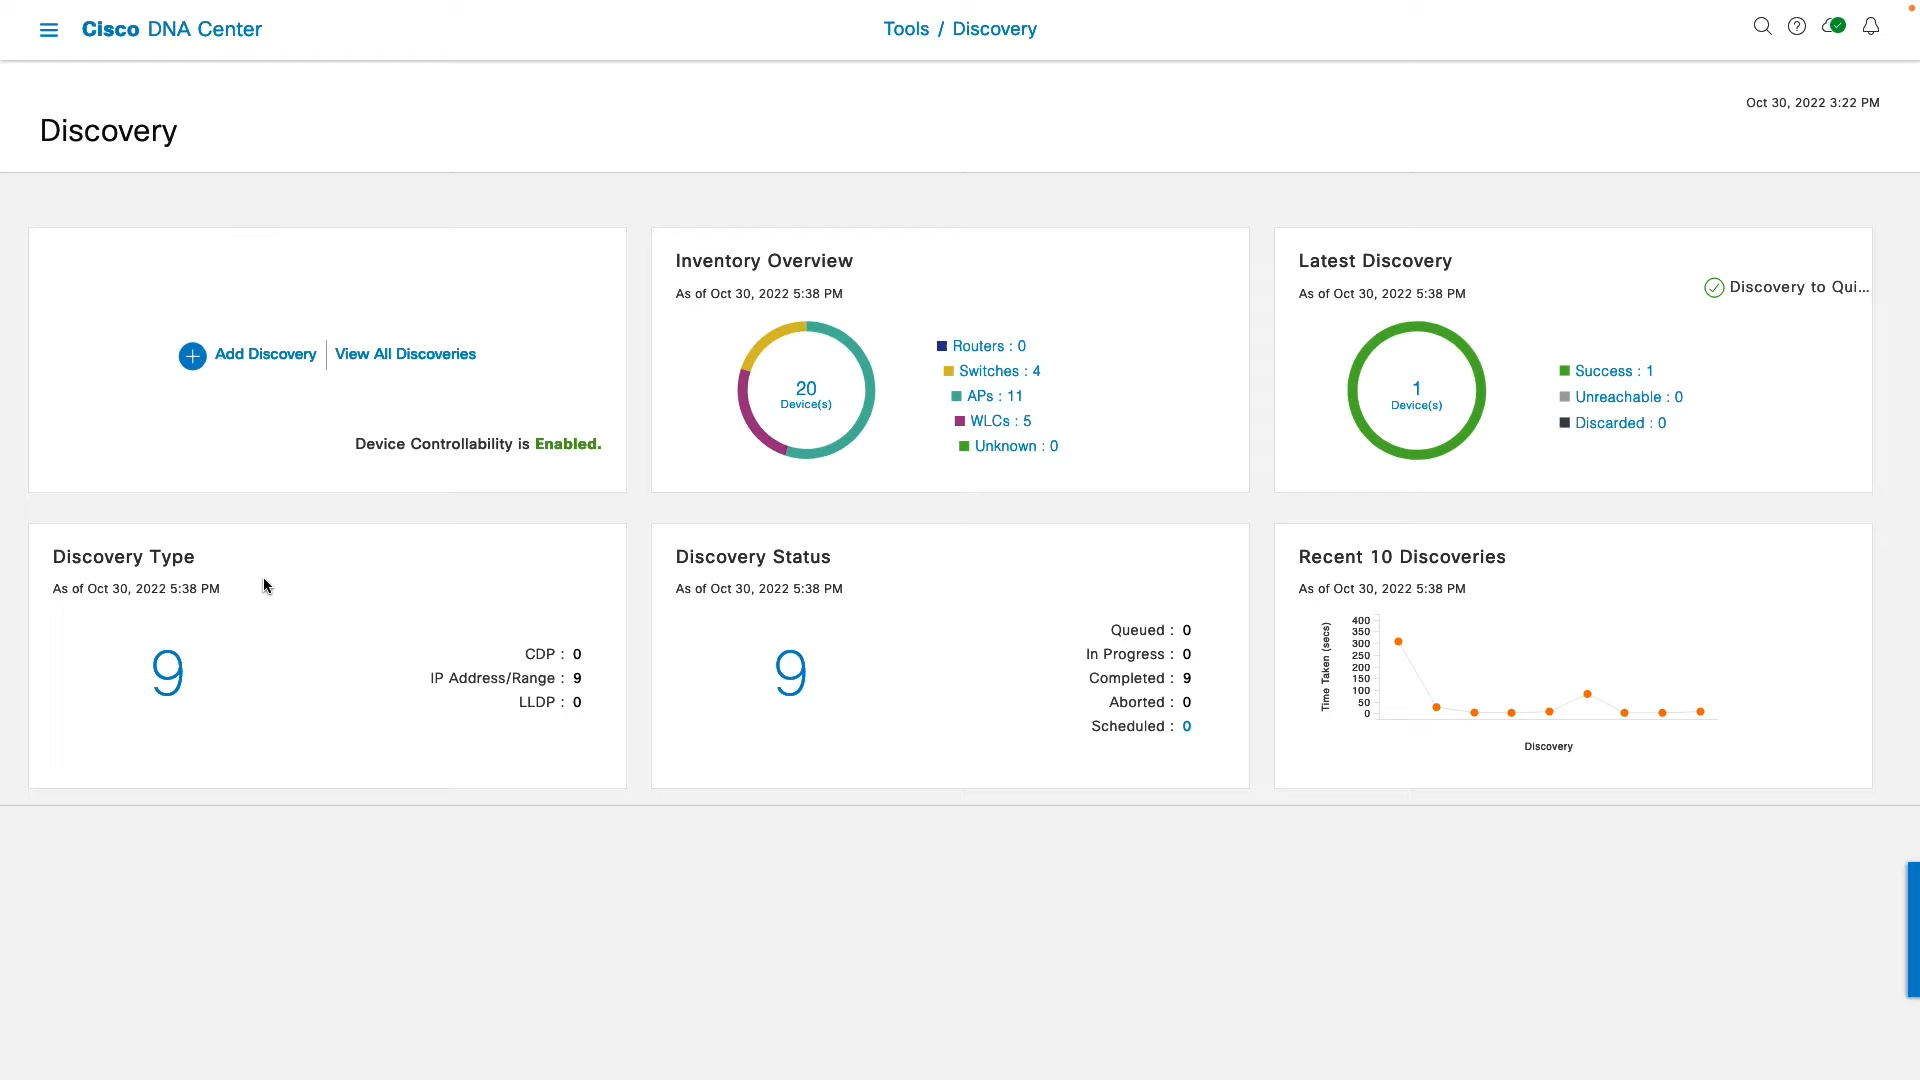 Cisco DNA Center
Tools / Discovery
Discovery
Oct 30, 2022 3:22 PM
Add Discovery
View All Discoveries
Device Controllability is Enabled.
Inventory Overview
As of Oct 30, 2022 5:38 PM
20
Device(s)
Routers : 0
Switches : 4
APs : 11
WLCs : 5
Unknown : 0
Latest Discovery
As of Oct 30, 2022 5:38 PM
Discovery to Qui...
1
Device(s)
Success : 1
Unreachable : 0
Discarded : 0
Discovery Type
As of Oct 30, 2022 5:38 PM
9
CDP : 0
IP Address/Range : 9
LLDP : 0
Discovery Status
As of Oct 30, 2022 5:38 PM
9
Queued : 0
In Progress : 0
Completed : 9
Aborted : 0
Scheduled : 0
Recent 10 Discoveries
As of Oct 30, 2022 5:38 PM
Time Taken (secs)
400
350
300
250
200
150
100
50
0
Discovery